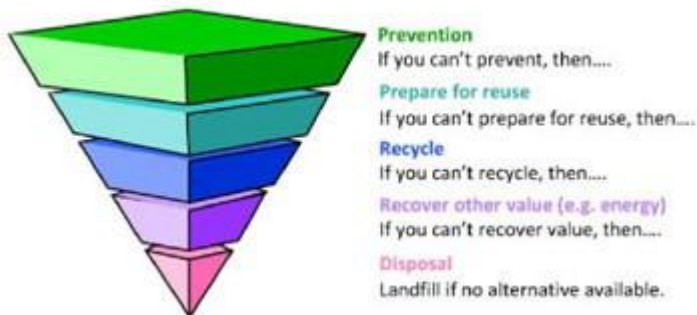 Prevention
If you can't prevent, then....
Prepare for reuse
If you can't prepare for reuse, then....
Recycle
If you can't recycle, then....
Recover other value (e.g. energy)
If you can't recover value, then....
Disposal
Landfill if no alternative available.